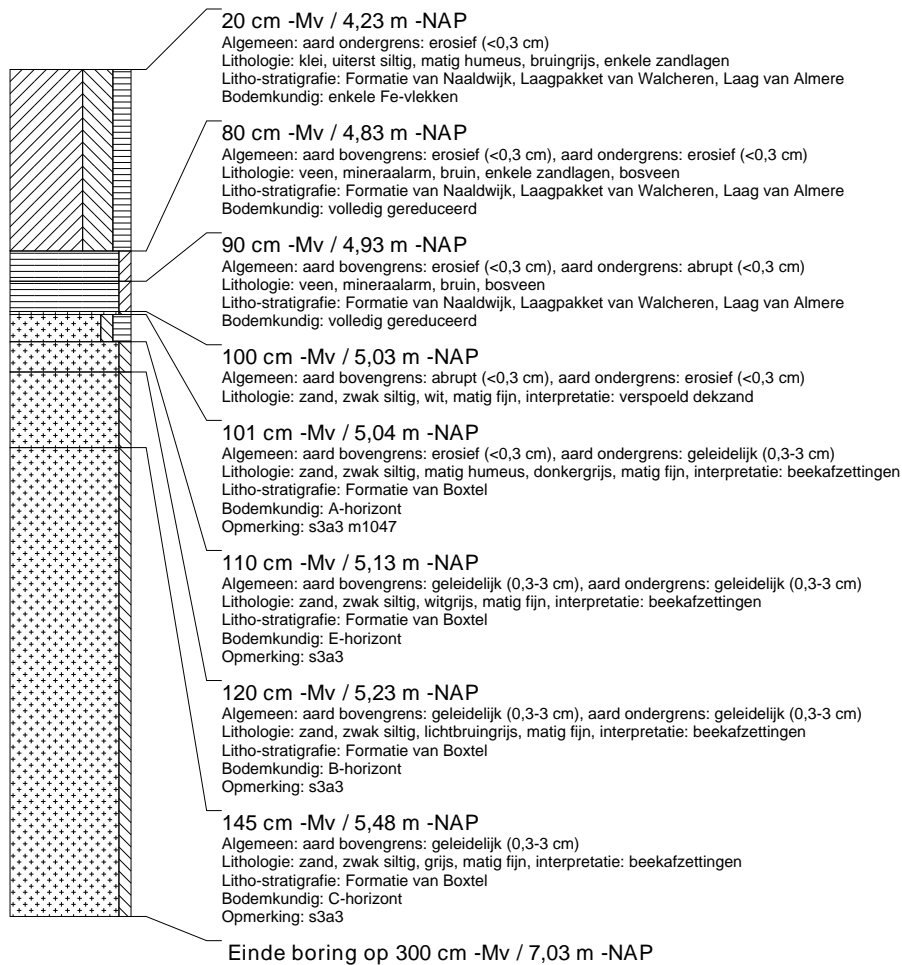 20 cm -Mv / 4,23 m -NAP
Algemeen: aard ondergrens: erosief (<0,3 cm)
Lithologie: klei, uiterst siltig, matig humeus, bruingrijs, enkele zandlagen
Litho-stratigrafie: Formatie van Naaldwijk, Laagpakket van Walcheren, Laag van Almere
Bodemkundig: enkele Fe-vlekken
80 cm -Mv / 4,83 m -NAP
Algemeen: aard bovengrens: erosief (<0,3 cm), aard ondergrens: erosief (<0,3 cm)
Lithologie: veen, mineraalarm, bruin, enkele zandlagen, bosveen
Litho-stratigrafie: Formatie van Naaldwijk, Laagpakket van Walcheren, Laag van Almere
Bodemkundig: volledig gereduceerd
90 cm -Mv / 4,93 m -NAP
Algemeen: aard bovengrens: erosief (<0,3 cm), aard ondergrens: abrupt (<0,3 cm)
Lithologie: veen, mineraalarm, bruin, bosveen
Litho-stratigrafie: Formatie van Naaldwijk, Laagpakket van Walcheren, Laag van Almere
Bodemkundig: volledig gereduceerd
100 cm -Mv / 5,03 m -NAP
Algemeen: aard bovengrens: abrupt (<0,3 cm), aard ondergrens: erosief (<0,3 cm)
Lithologie: zand, zwak siltig, wit, matig fijn, interpretatie: verspoeld dekzand
101 cm -Mv / 5,04 m -NAP
Algemeen: aard bovengrens: erosief (<0,3 cm), aard ondergrens: geleidelijk (0,3-3 cm)
Lithologie: zand, zwak siltig, matig humeus, donkergrijs, matig fijn, interpretatie: beekafzettingen
Litho-stratigrafie: Formatie van Boxtel
Bodemkundig: A-horizont
Opmerking: s3a3 m1047
110 cm -Mv / 5,13 m -NAP
Algemeen: aard bovengrens: geleidelijk (0,3-3 cm), aard ondergrens: geleidelijk (0,3-3 cm)
Lithologie: zand, zwak siltig, witgrijs, matig fijn, interpretatie: beekafzettingen
Litho-stratigrafie: Formatie van Boxtel
Bodemkundig: E-horizont
Opmerking: s3a3
120 cm -Mv / 5,23 m -NAP
Algemeen: aard bovengrens: geleidelijk (0,3-3 cm), aard ondergrens: geleidelijk (0,3-3 cm)
Lithologie: zand, zwak siltig, lichtbruingrijs, matig fijn, interpretatie: beekafzettingen
Litho-stratigrafie: Formatie van Boxtel
Bodemkundig: B-horizont
Opmerking: s3a3
145 cm -Mv / 5,48 m -NAP
Algemeen: aard bovengrens: geleidelijk (0,3-3 cm)
Lithologie: zand, zwak siltig, grijs, matig fijn, interpretatie: beekafzettingen
Litho-stratigrafie: Formatie van Boxtel
Bodemkundig: C-horizont
Opmerking: s3a3
Einde boring op 300 cm -Mv / 7,03 m -NAP